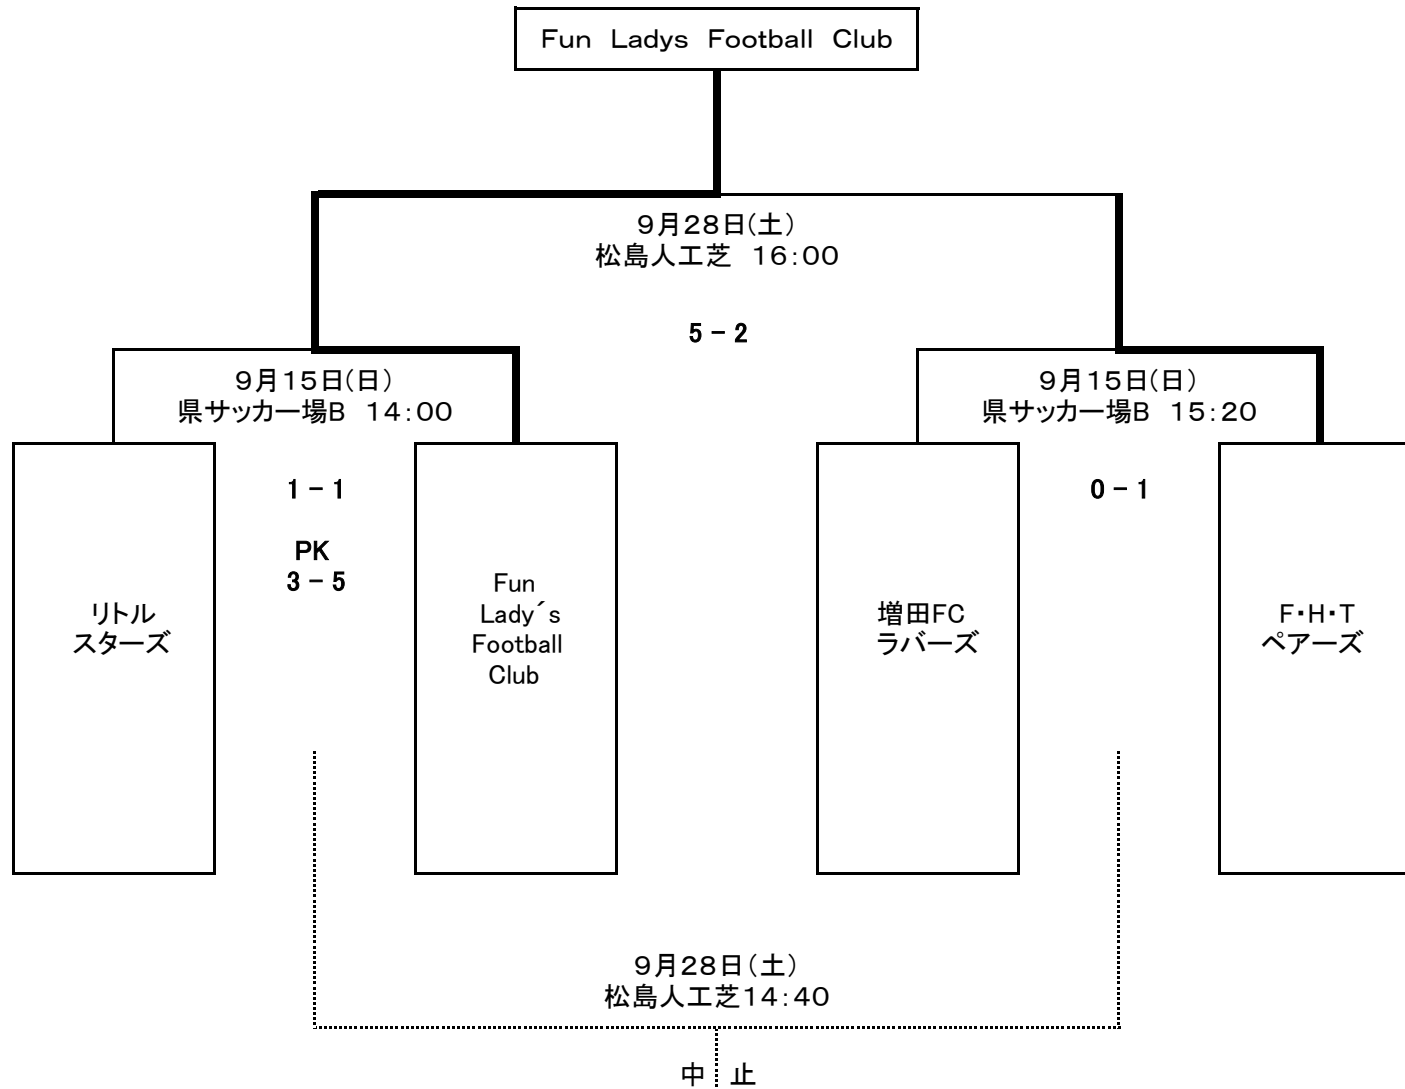 Fun Ladys Football Club
9月28日(土)
松島人工芝 16:00
5 - 2
9月15日(日)
県サッカー場B 14:00
9月15日(日)
県サッカー場B 15:20
1 - 1
PK
3 - 5
0 - 1
リトル
スターズ
Fun
Lady´s
Football
Club
増田FC
ラバーズ
F・H・T
ペアーズ
9月28日(土)
松島人工芝14:40
中 止